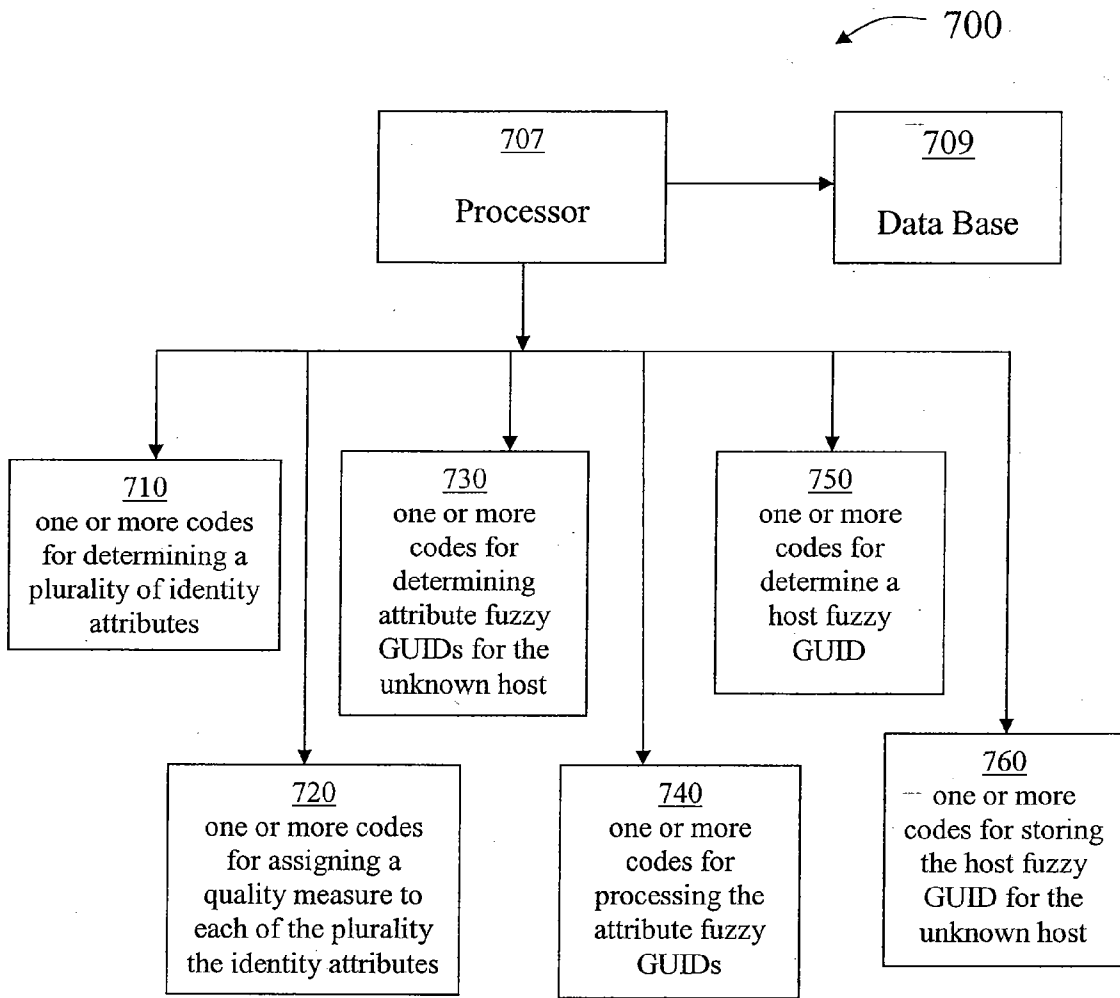 700
707
Processor
709
Data Base
710
one or more codes
for determining a
plurality of identity
attributes
730
one or more
codes for
determining
attribute fuzzy
GUIDs for the
unknown host
750
one or more
codes for
determine a
host fuzzy
GUID
720
one or more codes
for assigning a
quality measure to
each of the plurality
the identity attributes
740
one or more
codes for
processing the
attribute fuzzy
GUIDs
760
one or more
codes for storing
the host fuzzy
GUID for the
unknown host